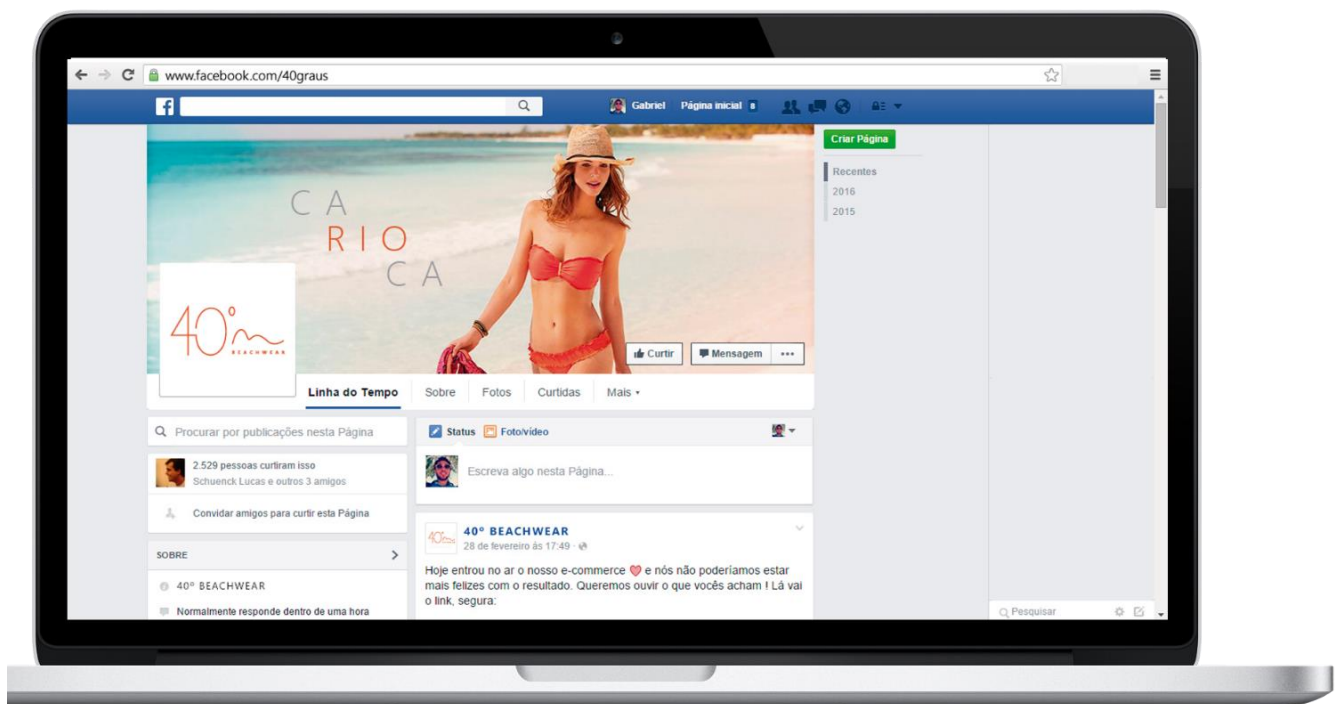 www.facebook.com/40graus
Gabriel Página inicial 8
CA
RIO
CA
40°
BEACHWEAR
Curtir Mensagem
Criar Página
Recentes
2016
2015
Linha do Tempo Sobre Fotos Curtidas Mais
Procurar por publicações nesta Página
2.529 pessoas curtiram isso
Schuenck Lucas e outros 3 amigos
Convidar amigos para curtir esta Página
SOBRE
40º BEACHWEAR
Normalmente responde dentro de uma hora
Status Foto/vídeo
Escreva algo nesta Página...
40º BEACHWEAR
28 de fevereiro às 17:49 ·
Hoje entrou no ar o nosso e-commerce ❤ e nós não poderíamos estar
mais felizes com o resultado. Queremos ouvir o que vocês acham ! Lá vai
o link, segura:
Pesquisar